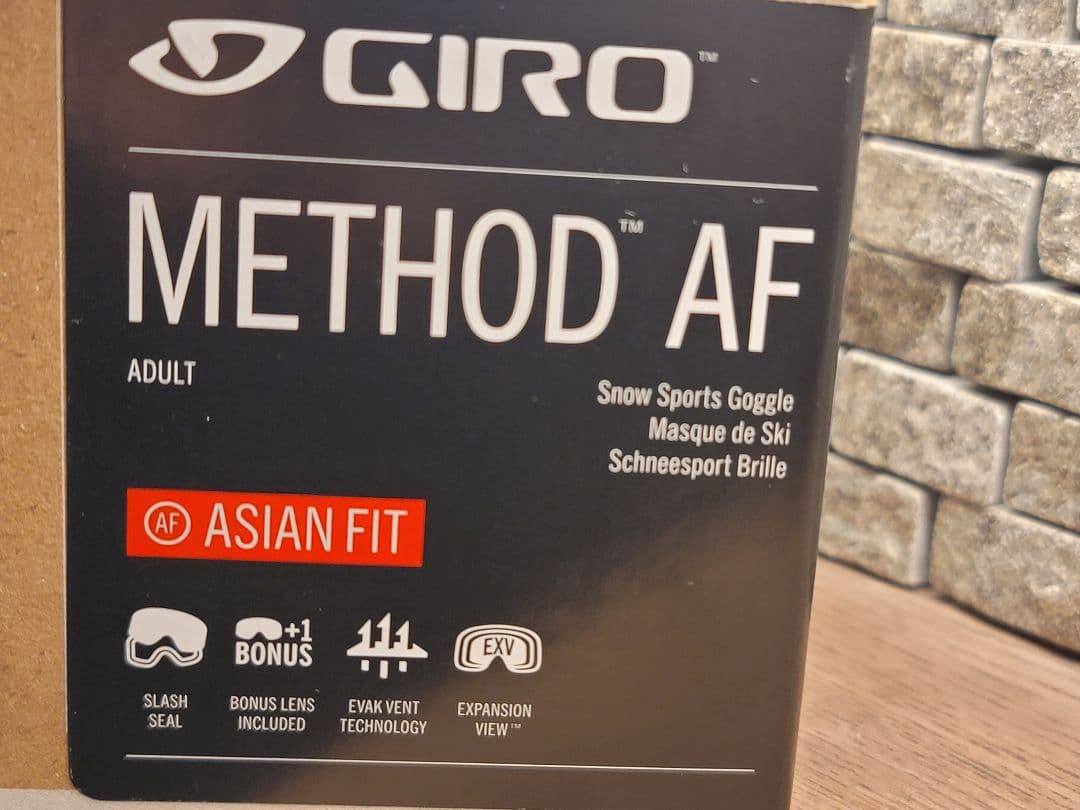 GIRO™
METHOD™ AF
ADULT
Snow Sports Goggle
Masque de Ski
Schneesport Brille
AF ASIAN FIT
+1
BONUS
EXV
SLASH
SEAL
BONUS LENS
INCLUDED
EVAK VENT
TECHNOLOGY
EXPANSION
VIEW™